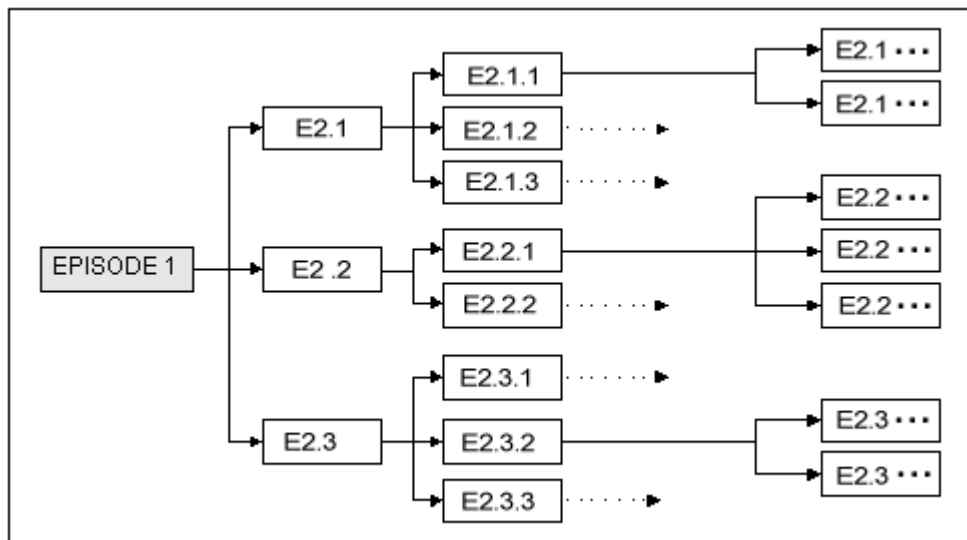 EPISODE 1
E2.1
E2 .2
E2.3
E2.1.1
E2.1.2
E2.1.3
E2.2.1
E2.2.2
E2.3.1
E2.3.2
E2.3.3
E2.1 ···
E2.1 ···
E2.2 ···
E2.2 ···
E2.2 ···
E2.3 ···
E2.3 ···